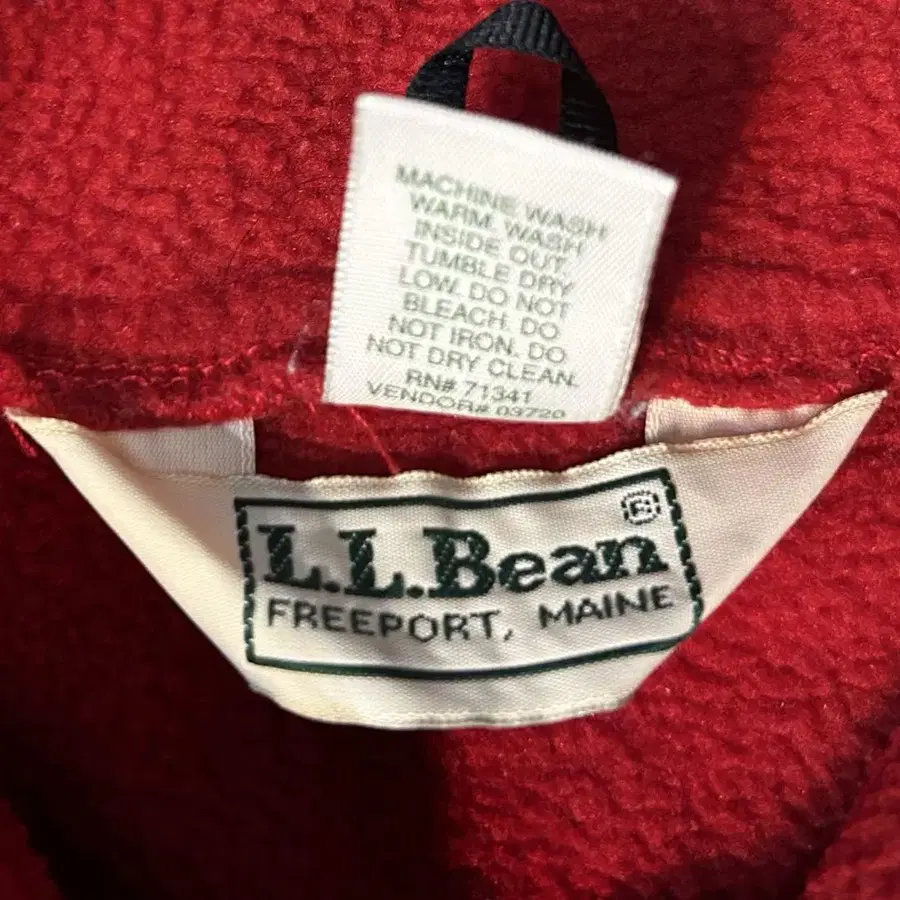 MACHINE WASH
WARM. WASH
INSIDE OUT.
TUMBLE DRY
LOW. DO NOT
BLEACH. DO
NOT IRON. DO
NOT DRY CLEAN.
RN# 71341
VENDOR# 03720
L.L.Bean®
FREEPORT, MAINE